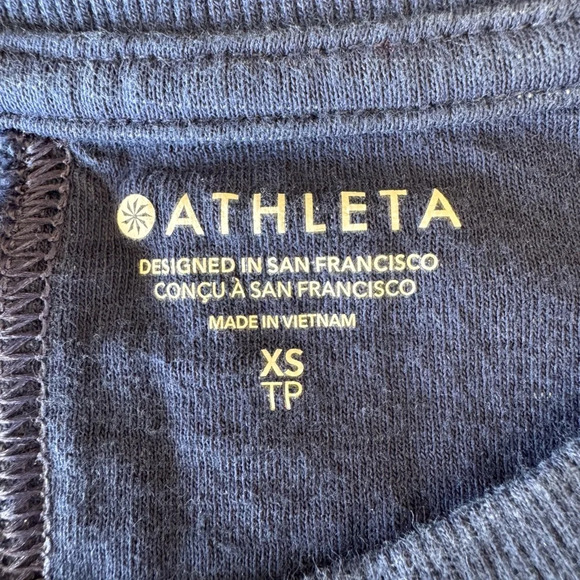 ATHLETA
DESIGNED IN SAN FRANCISCO
CONÇU À SAN FRANCISCO
MADE IN VIETNAM
XS
TP